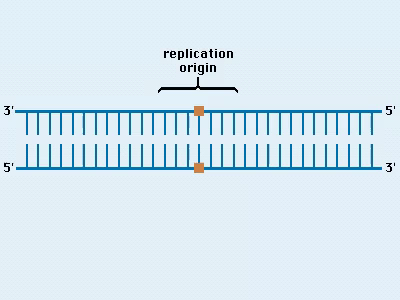 replication
origin
3' 5'
5' 3'